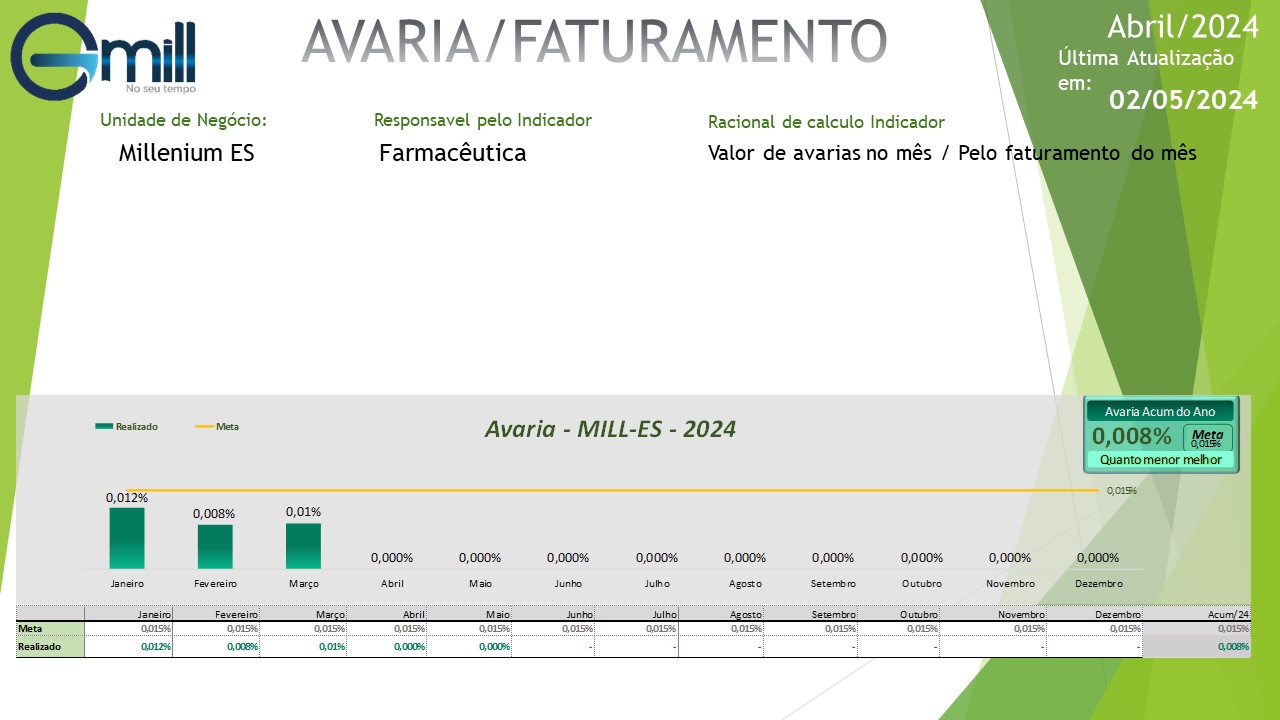 Gmill
No seu tempo
AVARIA/FATURAMENTO
Abril/2024
Última Atualização
em:
02/05/2024
Unidade de Negócio:
Responsavel pelo Indicador
Racional de calculo Indicador
Millenium ES
Farmacêutica
Valor de avarias no mês / Pelo faturamento do mês
Realizado
Meta
Avaria - MILL-ES - 2024
Avaria Acum do Ano
0,008%
Meta
0,015%
Quanto menor melhor
0,015%
0,012% 0,008% 0,01% 0,000% 0,000% 0,000% 0,000% 0,000% 0,000% 0,000% 0,000% 0,000%
Janeiro Fevereiro Março Abril Maio Junho Julho Agosto Setembro Outubro Novembro Dezembro
Janeiro Fevereiro Março Abril Maio Junho Julho Agosto Setembro Outubro Novembro Dezembro Acum/24
Meta 0,015% 0,015% 0,015% 0,015% 0,015% 0,015% 0,015% 0,015% 0,015% 0,015% 0,015% 0,015% 0,015%
Realizado 0,012% 0,008% 0,01% 0,000% 0,000% - - - - - - - 0,008%